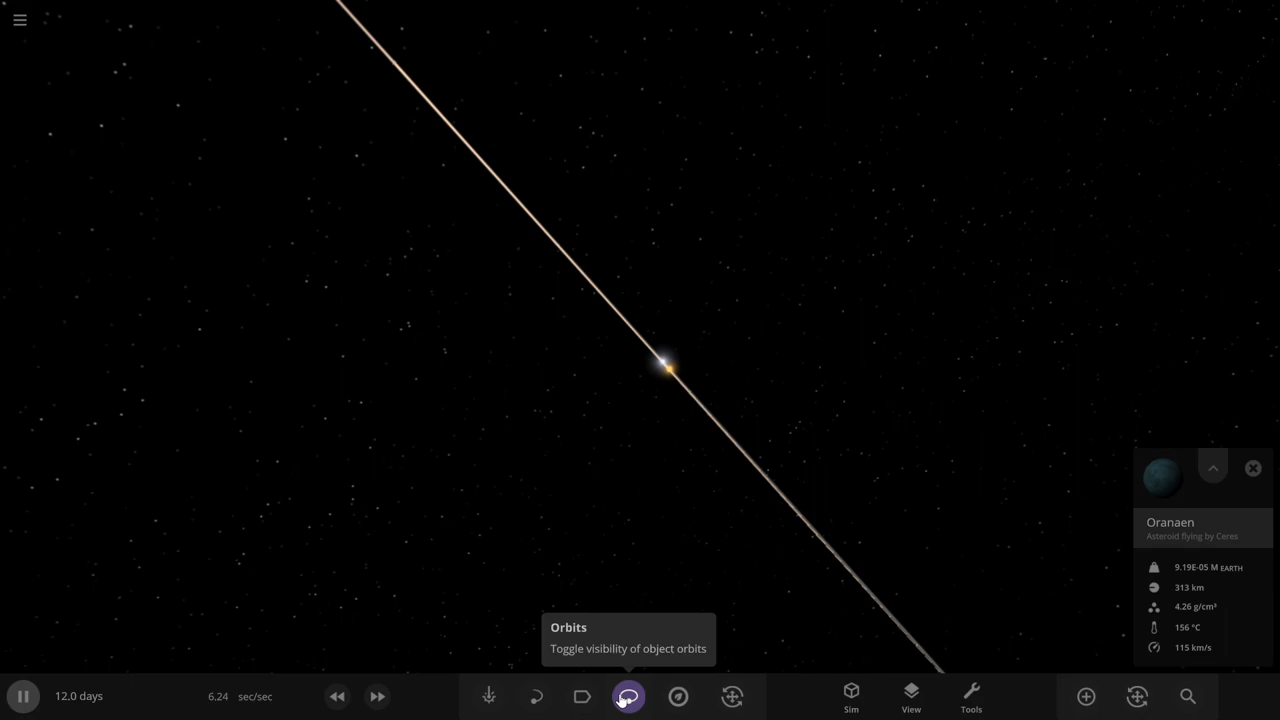 Oranaen
Asteroid flying by Ceres
9.19E-05 M EARTH
313 km
4.26 g/cm³
156 °C
115 km/s
Orbits
Toggle visibility of object orbits
12,0 days
6.24 sec/sec
Sim
View
Tools